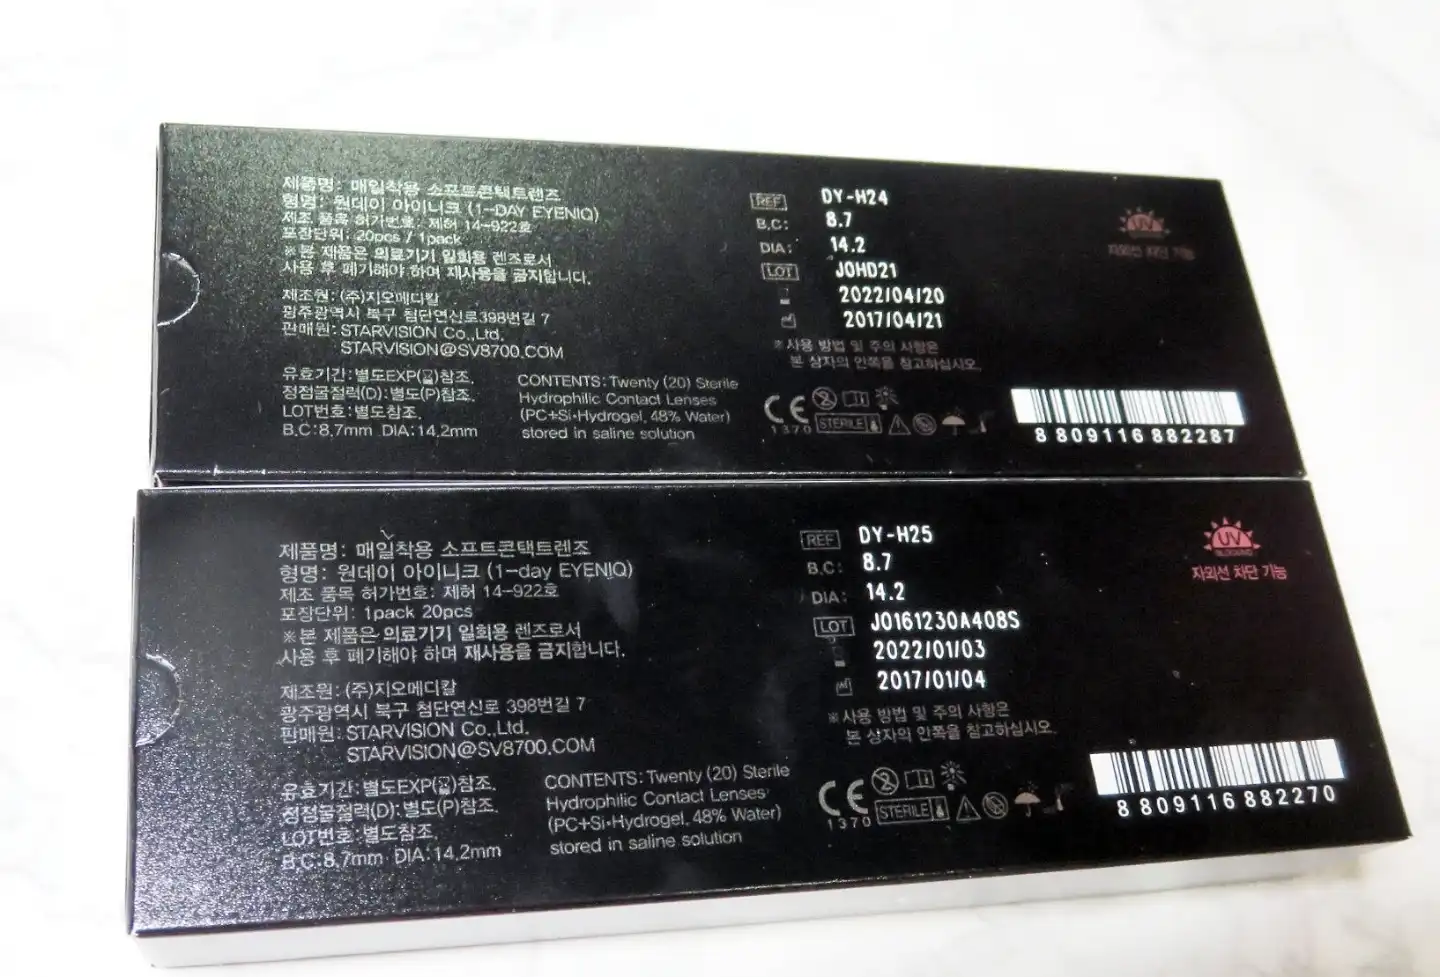 제품명: 매일착용 소프트콘택트렌즈
형명: 원데이 아이니크 (1-DAY EYENIQ)
제조 품목 허가번호: 제허 14-922호
포장단위: 20pcs / 1pack
※본 제품은 의료기기 일회용 렌즈로서
사용 후 폐기해야 하며 재사용을 금지합니다.
제조원: (주)지오메디칼
광주광역시 북구 첨단연신로398번길 7
판매원: STARVISION Co.,Ltd.
STARVISION@SV8700.COM
유효기간: 별도EXP(을)참조.
정점굴절력(D): 별도(P)참조.
LOT번호: 별도참조.
B.C:8.7mm DIA:14.2mm
CONTENTS: Twenty (20) Sterile
Hydrophilic Contact Lenses
(PC+Si-Hydrogel, 48% Water)
stored in saline solution
REF DY-H24
B.C: 8.7
DIA: 14.2
LOT JOHD21
2022/04/20
2017/04/21
※사용 방법 및 주의 사항은
본 상자의 안쪽을 참고하십시오.
CE
1370
STERILE
UV
자외선 차단 기능
8 809116 882287
제품명: 매일착용 소프트콘택트렌즈
형명: 원데이 아이니크 (1-day EYENIQ)
제조 품목 허가번호: 제허 14-922호
포장단위: 1pack 20pcs
※본 제품은 의료기기 일회용 렌즈로서
사용 후 폐기해야 하며 재사용을 금지합니다.
제조원: (주)지오메디칼
광주광역시 북구 첨단연신로 398번길 7
판매원: STARVISION Co.,Ltd.
STARVISION@SV8700.COM
유효기간: 별도EXP(을)참조.
정점굴절력(D): 별도(P)참조.
LOT번호: 별도참조.
B.C:8.7mm DIA:14.2mm
CONTENTS: Twenty (20) Sterile
Hydrophilic Contact Lenses
(PC+Si-Hydrogel, 48% Water)
stored in saline solution
REF DY-H25
B.C: 8.7
DIA: 14.2
LOT JO161230A408S
2022/01/03
2017/01/04
※사용 방법 및 주의 사항은
본 상자의 안쪽을 참고하십시오.
CE
1370
STERILE
UV
BLOCKING
자외선 차단 기능
8 809116 882270